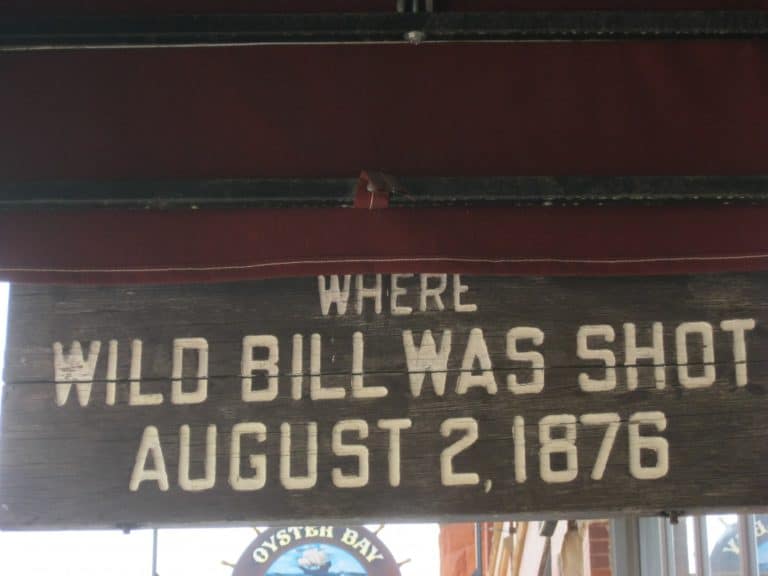 WHERE
WILD BILL WAS SHOT
AUGUST 2, 1876
OYSTER BAY